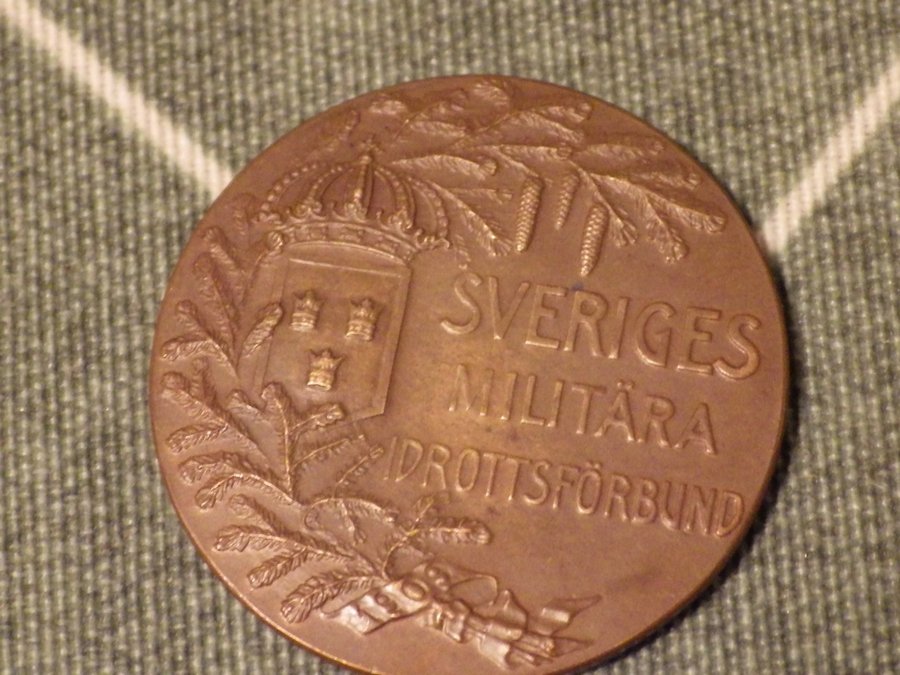 SVERIGES
MILITÄRA
IDROTTSFÖRBUND